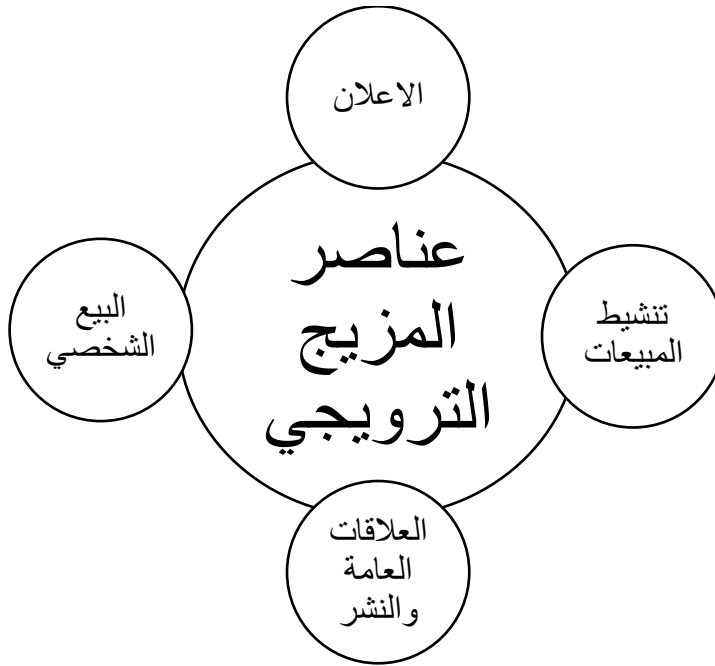 الاعلان
عناصر
المزيج
الترويجي
تنشيط
المبيعات
البيع
الشخصي
العلاقات
العامة
والنشر